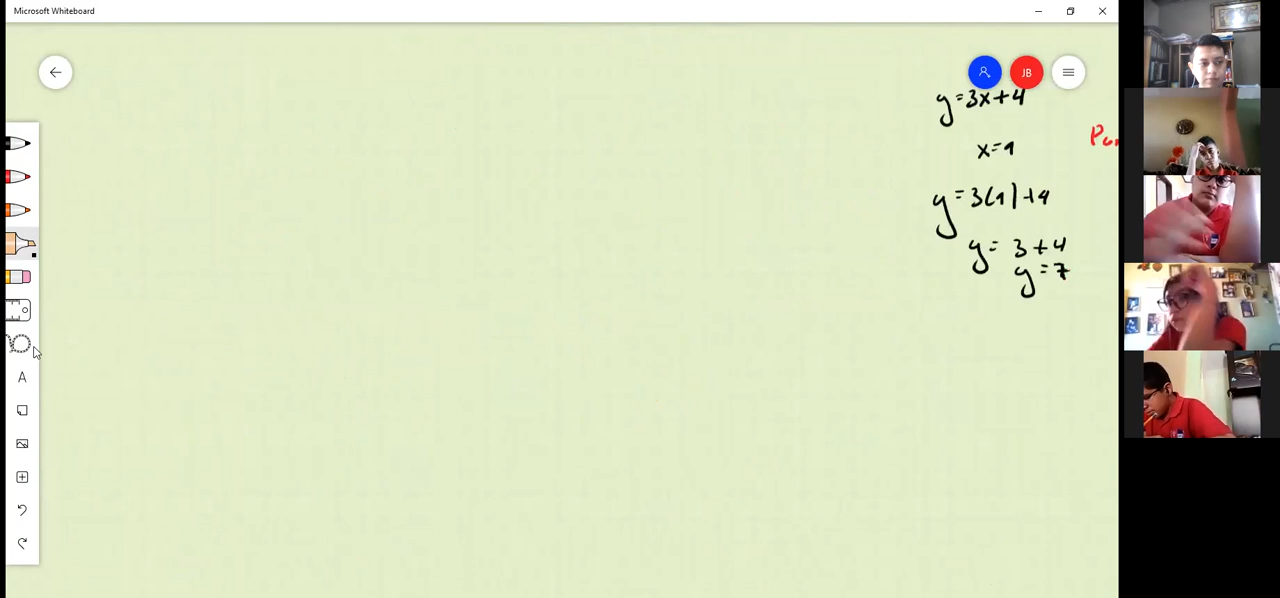 Microsoft Whiteboard
JB
y=3x+4
x=1
y=3(1)+4
y= 3+4
y=7
A